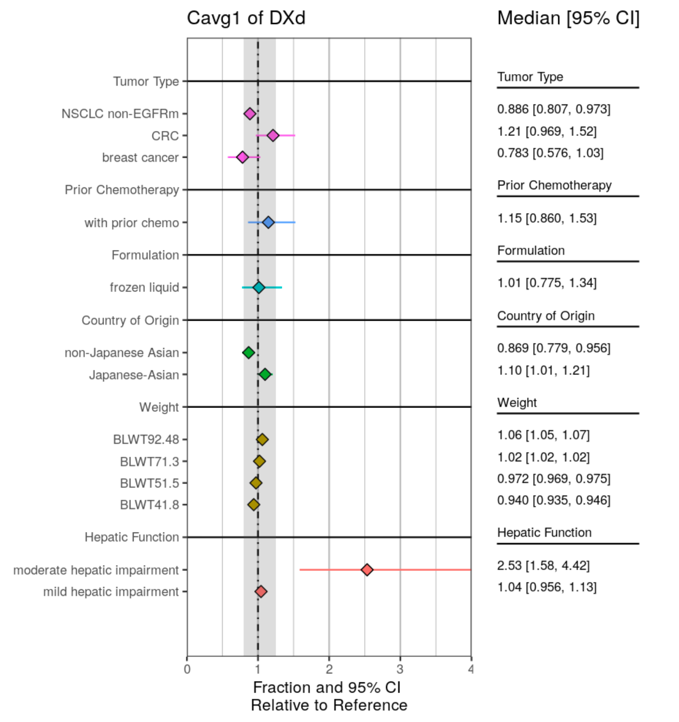 Cavg1 of DXd
Median [95% CI]
Tumor Type
Tumor Type
NSCLC non-EGFRm
0.886 [0.807, 0.973]
CRC
1.21 [0.969, 1.52]
breast cancer
0.783 [0.576, 1.03]
Prior Chemotherapy
Prior Chemotherapy
with prior chemo
1.15 [0.860, 1.53]
Formulation
Formulation
frozen liquid
1.01 [0.775, 1.34]
Country of Origin
Country of Origin
non-Japanese Asian
0.869 [0.779, 0.956]
Japanese-Asian
1.10 [1.01, 1.21]
Weight
Weight
BLWT92.48
1.06 [1.05, 1.07]
BLWT71.3
1.02 [1.02, 1.02]
BLWT51.5
0.972 [0.969, 0.975]
BLWT41.8
0.940 [0.935, 0.946]
Hepatic Function
Hepatic Function
moderate hepatic impairment
2.53 [1.58, 4.42]
mild hepatic impairment
1.04 [0.956, 1.13]
0 1 2 3 4
Fraction and 95% CI
Relative to Reference